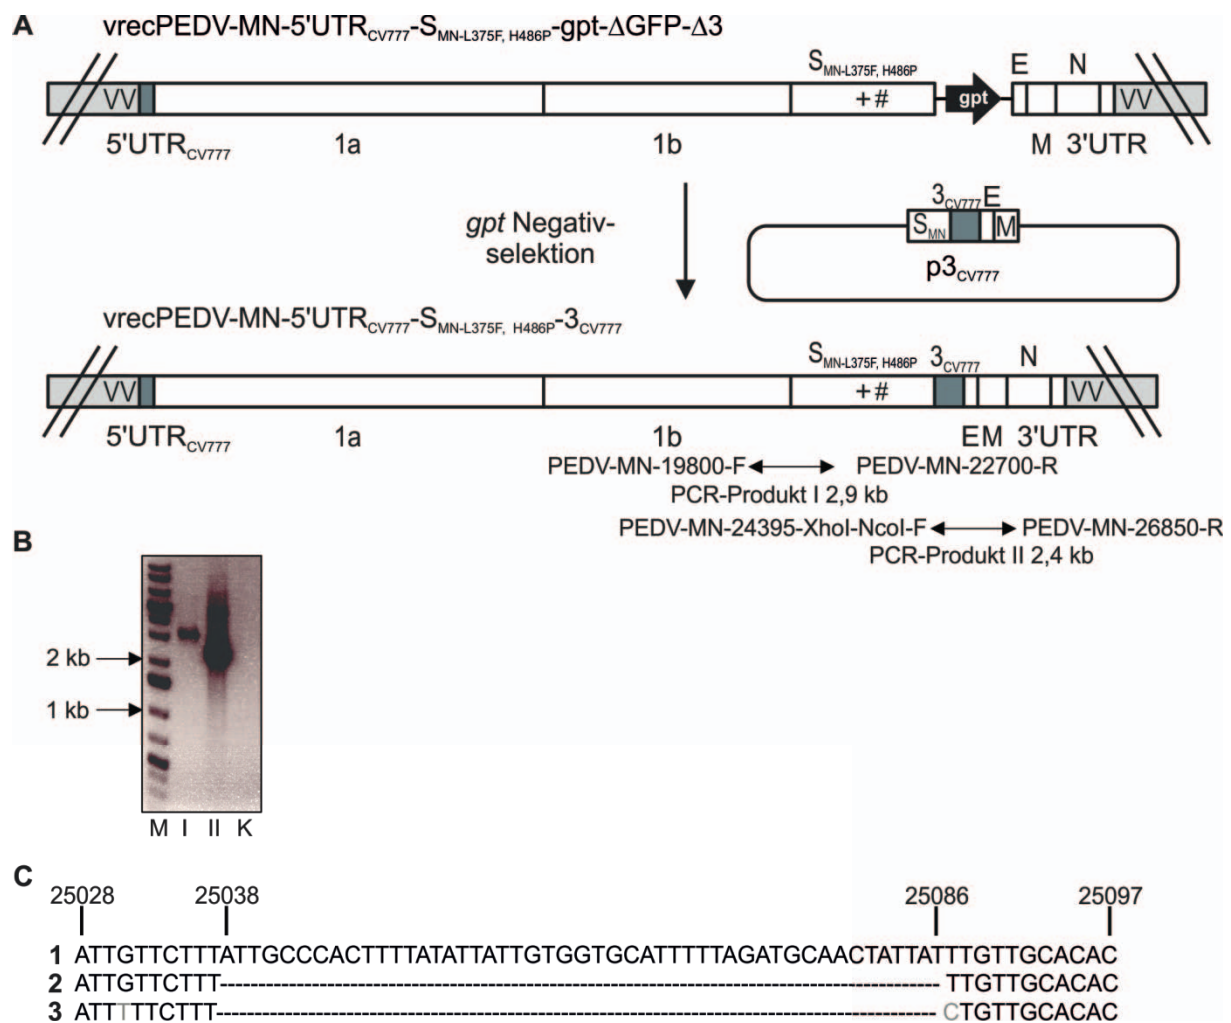 A
vrecPEDV-MN-5'UTRCV777-SMN-L375F, H486P-gpt-ΔGFP-Δ3
SMN-L375F, H486P
E N
VV +# gpt VV
5'UTRCV777 1a 1b M 3'UTR
gpt Negativ-
selektion
3CV777 E
SMN M
p3CV777
vrecPEDV-MN-5'UTRCV777-SMN-L375F, H486P-3CV777
SMN-L375F, H486P 3CV777 N
VV +# VV
5'UTRCV777 1a 1b EM 3'UTR
PEDV-MN-19800-F PEDV-MN-22700-R
PCR-Produkt I 2,9 kb
PEDV-MN-24395-XhoI-NcoI-F PEDV-MN-26850-R
PCR-Produkt II 2,4 kb
B
2 kb
1 kb
M I II K
C
25028 25038 25086 25097
1 ATTGTTCTTTATTGCCCACTTTTATATTATTGTGGTGCATTTTTAGATGCAACTATTATTTGTTGCACAC
2 ATTGTTCTTT------------------------------------------------TTGTTGCACAC
3 ATTTTTCTTT------------------------------------------------CTGTTGCACAC